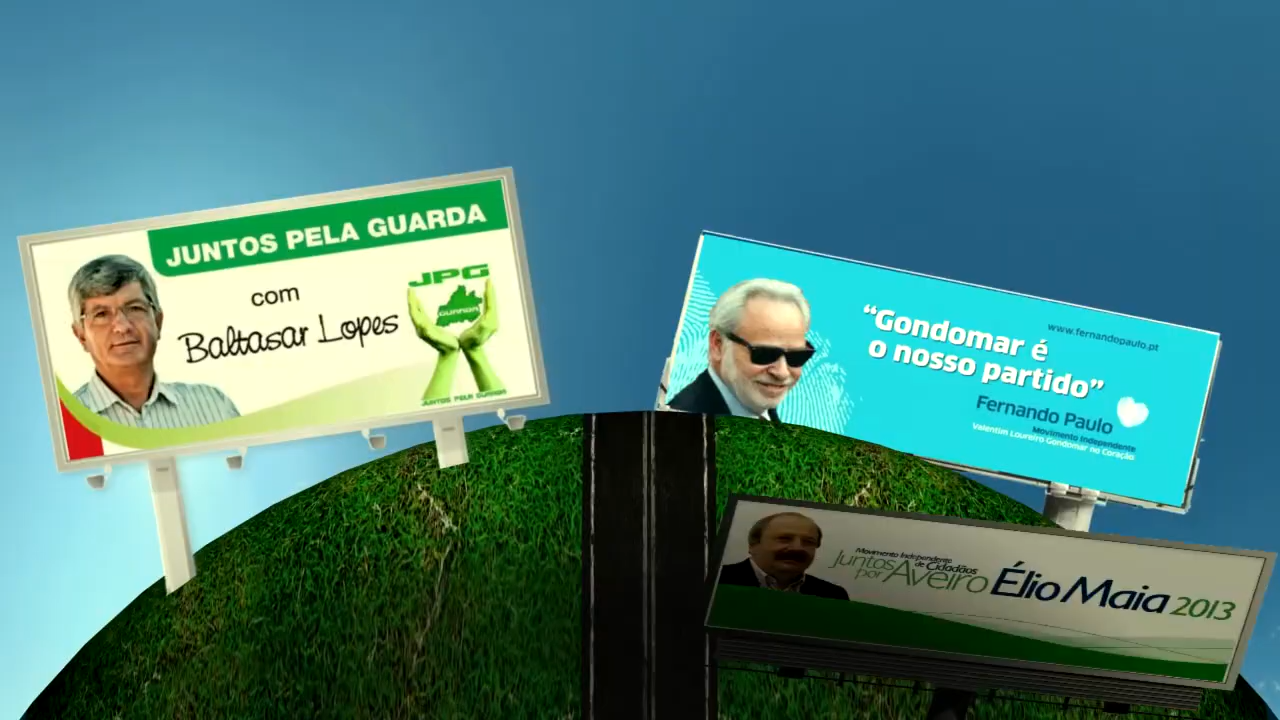 JUNTOS PELA GUARDA
com
Baltasar Lopes
JPG
GUARDA
JUNTOS PELA GUARDA
www.fernandopaulo.pt
“Gondomar é
o nosso partido”
Fernando Paulo
Movimento Independente
Valentim Loureiro Gondomar no Coração
Movimento Independente
de Cidadãos
Juntos
por Aveiro
Élio Maia 2013